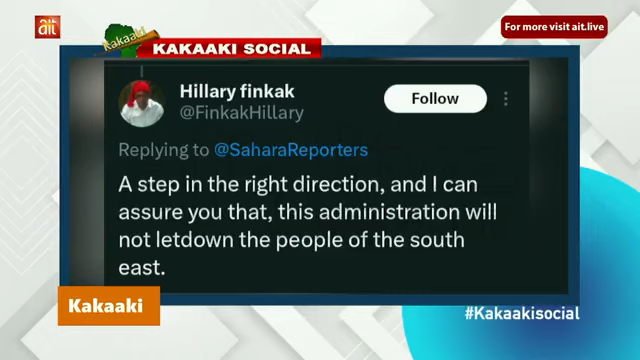 ait
For more visit ait.live
Kakaaki
KAKAAKI SOCIAL
Hillary finkak
@FinkakHillary
Follow
Replying to @SaharaReporters
A step in the right direction, and I can
assure you that, this administration will
not letdown the people of the south
east.
Kakaaki
#Kakaakisocial